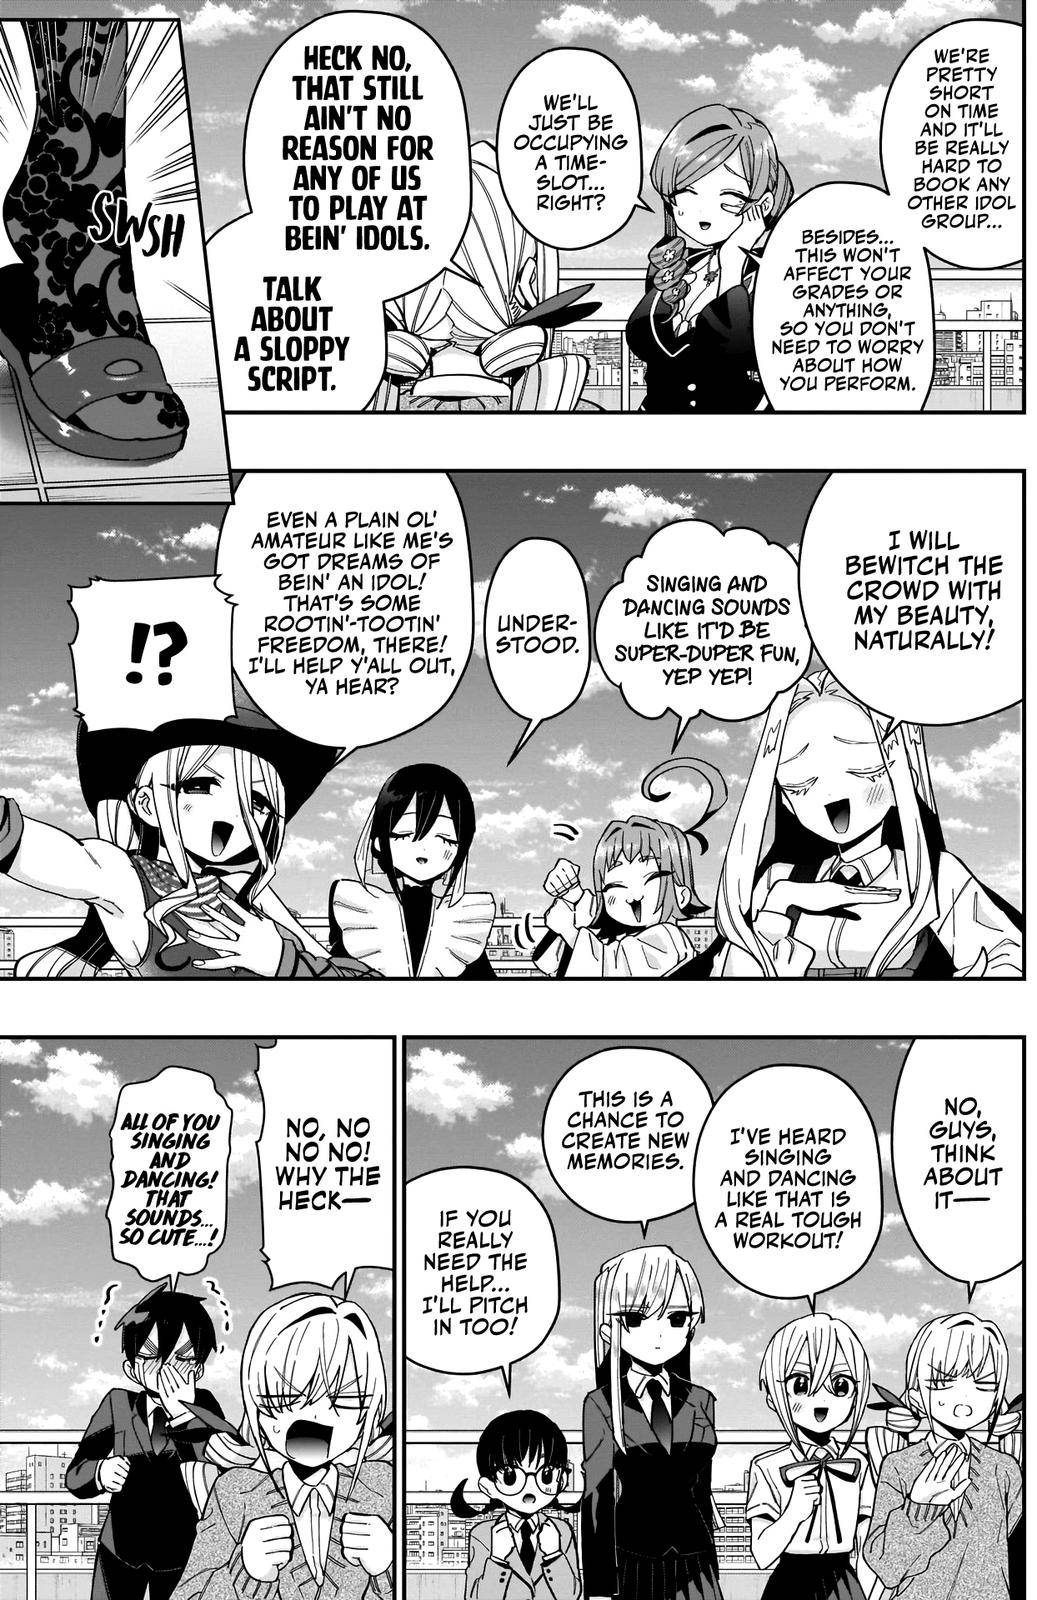 WE'RE
PRETTY
SHORT
ON TIME
AND IT'LL
BE REALLY
HARD TO
BOOK ANY
OTHER IDOL
GROUP...
BESIDES...
THIS WON'T
AFFECT YOUR
GRADES OR
ANYTHING,
SO YOU DON'T
NEED TO WORRY
ABOUT HOW
YOU PERFORM.
WE'LL
JUST BE
OCCUPYING
A TIME-
SLOT...
RIGHT?
HECK NO,
THAT STILL
AIN'T NO
REASON FOR
ANY OF US
TO PLAY AT
BEIN' IDOLS.
TALK
ABOUT
A SLOPPY
SCRIPT.
SWSH
I WILL
BEWITCH THE
CROWD WITH
MY BEAUTY,
NATURALLY!
SINGING AND
DANCING SOUNDS
LIKE IT'D BE
SUPER-DUPER FUN,
YEP YEP!
UNDER-
STOOD.
EVEN A PLAIN OL'
AMATEUR LIKE ME'S
GOT DREAMS OF
BEIN' AN IDOL!
THAT'S SOME
ROOTIN'-TOOTIN'
FREEDOM, THERE!
I'LL HELP Y'ALL OUT,
YA HEAR?
!?
NO,
GUYS,
THINK
ABOUT
IT—
I'VE HEARD
SINGING
AND DANCING
LIKE THAT IS
A REAL TOUGH
WORKOUT!
THIS IS A
CHANCE TO
CREATE NEW
MEMORIES.
IF YOU
REALLY
NEED THE
HELP...
I'LL PITCH
IN TOO!
NO, NO
NO NO!
WHY THE
HECK—
ALL OF YOU
SINGING
AND
DANCING!
THAT
SOUNDS...
SO CUTE...!